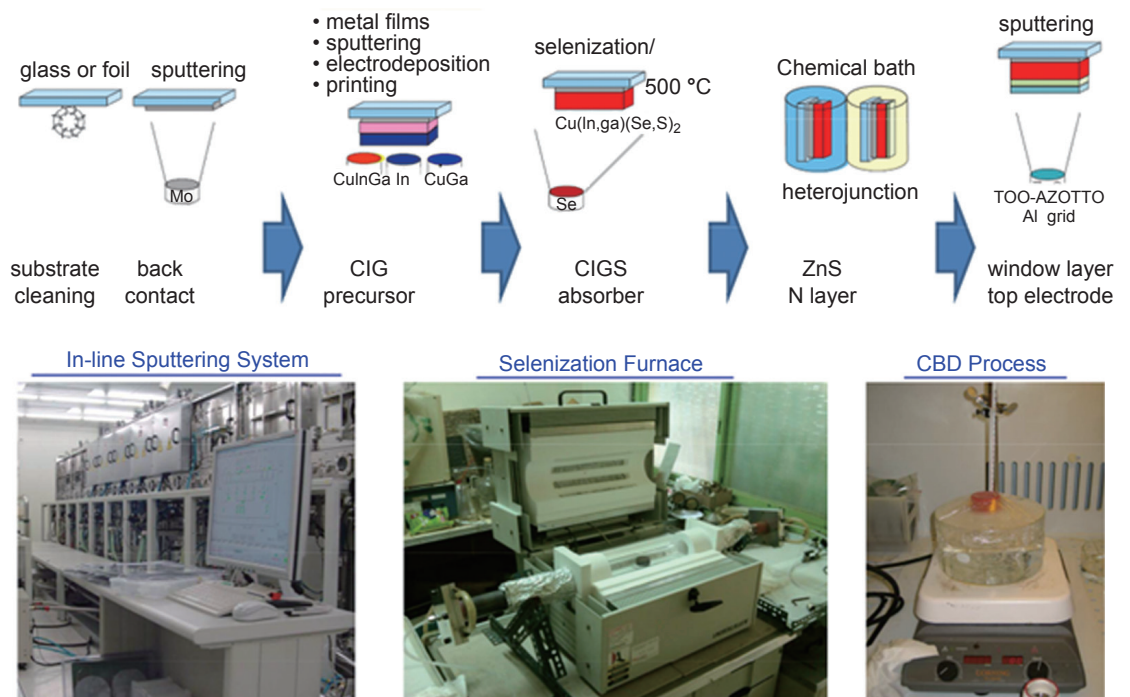 glass or foil
sputtering
Mo
substrate
cleaning
back
contact
• metal films
• sputtering
• electrodeposition
• printing
CuInGa In CuGa
CIG
precursor
selenization/
500 °C
Cu(In,ga)(Se,S)2
Se
CIGS
absorber
Chemical bath
heterojunction
ZnS
N layer
sputtering
TOO-AZOTTO
Al grid
window layer
top electrode
In-line Sputtering System
Selenization Furnace
CBD Process